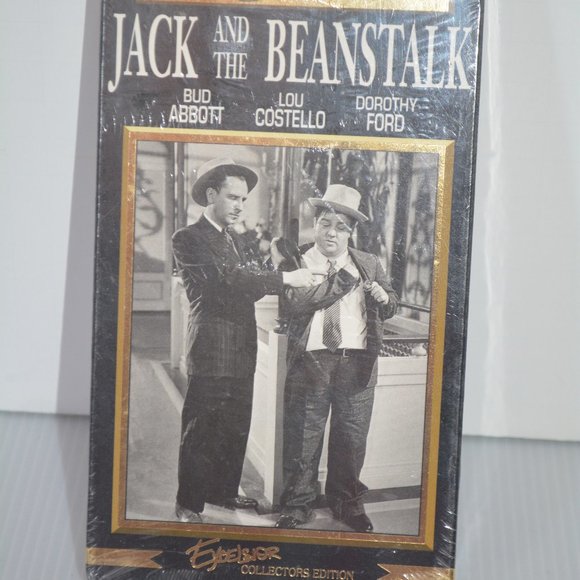 JACK AND THE BEANSTALK
BUD ABBOTT
LOU COSTELLO
DOROTHY FORD
EXCELSIOR
COLLECTORS EDITION